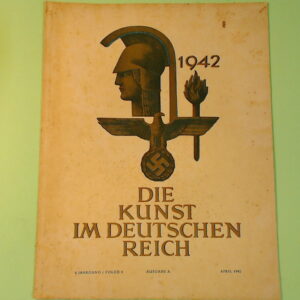 1942
DIE
KUNST
IM DEUTSCHEN
REICH
6. JAHRGANG / FOLGE 4 AUSGABE A APRIL 1942